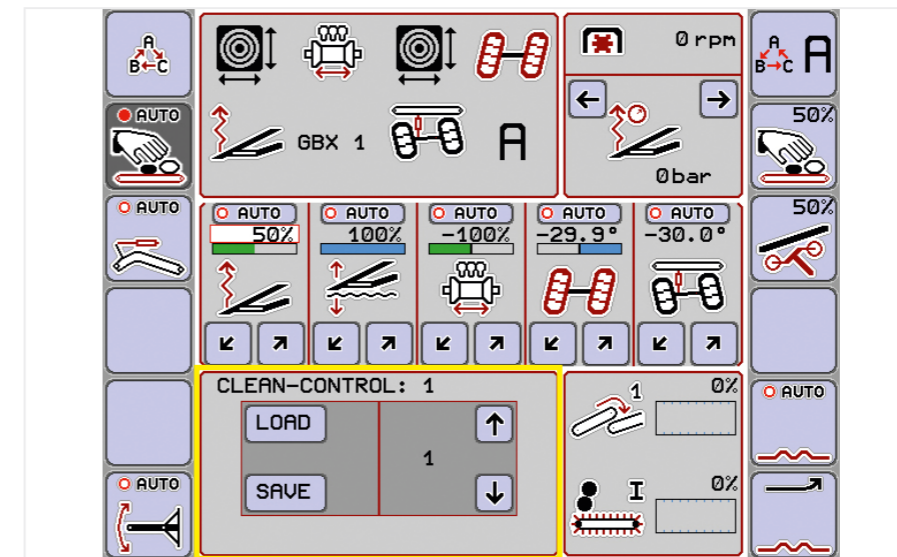 A
B←C
AUTO
AUTO
AUTO
GBX 1
A
0 rpm
0bar
AUTO
50%
AUTO
100%
AUTO
-100%
AUTO
-29.9°
AUTO
-30.0°
CLEAN-CONTROL: 1
LOAD
1
SAVE
1
0%
I
0%
A
B→C
A
50%
50%
AUTO